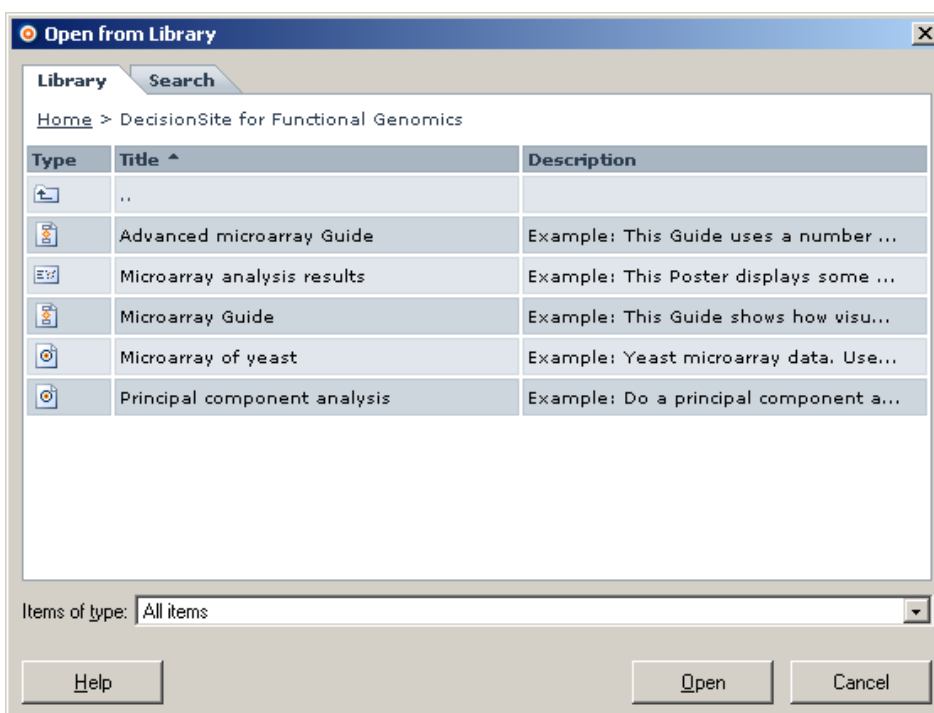 Open from Library
Library Search
Home > DecisionSite for Functional Genomics
Type Title Description
..
Advanced microarray Guide Example: This Guide uses a number ...
Microarray analysis results Example: This Poster displays some ...
Microarray Guide Example: This Guide shows how visu...
Microarray of yeast Example: Yeast microarray data. Use...
Principal component analysis Example: Do a principal component a...
Items of type: All items
Help Open Cancel